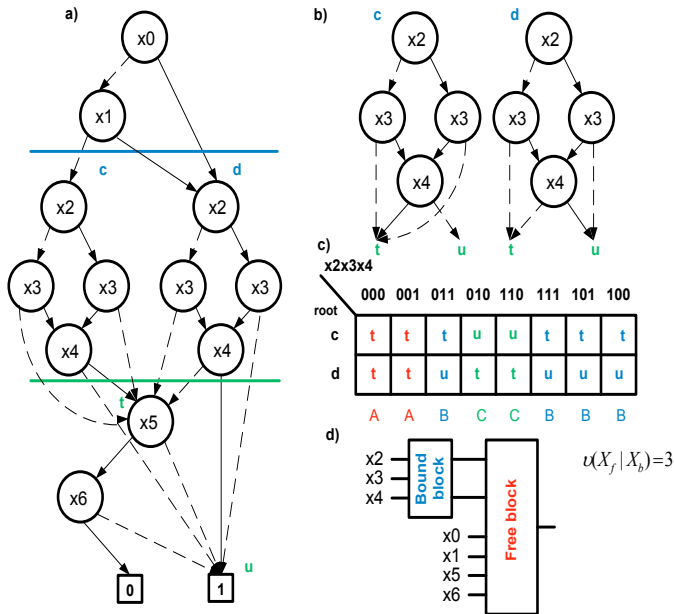 a)
x0
x1
c
d
x2
x2
x3
x3
x3
x3
x4
x4
t
x5
x6
u
0
1
b)
c
d
x2
x2
x3
x3
x3
x3
x4
x4
t
u
t
u
c)
x2x3x4
root
000 001 011 010 110 111 101 100
c t t t u u t t t
d t t u t t u u u
A A B C C B B B
d)
x2
x3
x4
Bound block
x0
x1
x5
x6
Free block
υ(X_f | X_b)=3